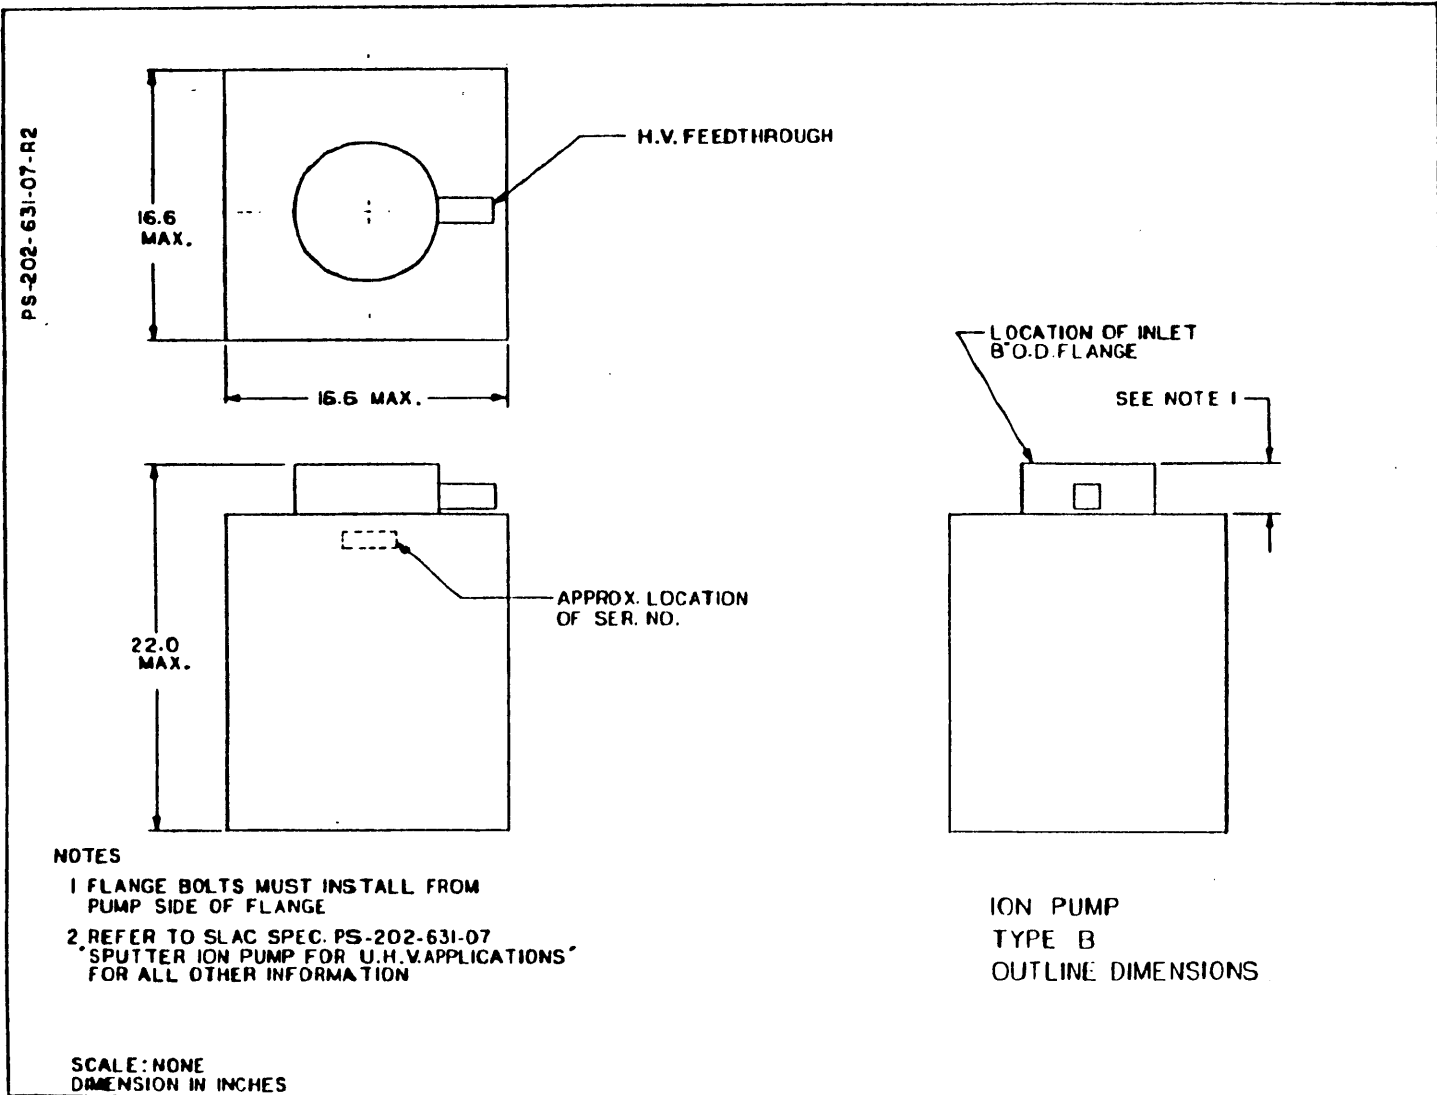 PS-202-631-07-R2
H.V. FEEDTHROUGH
16.6
MAX.
16.6 MAX.
LOCATION OF INLET
8" O.D. FLANGE
SEE NOTE 1
22.0
MAX.
APPROX. LOCATION
OF SER. NO.
NOTES
1 FLANGE BOLTS MUST INSTALL FROM
PUMP SIDE OF FLANGE
2 REFER TO SLAC SPEC. PS-202-631-07
"SPUTTER ION PUMP FOR U.H.V. APPLICATIONS"
FOR ALL OTHER INFORMATION
ION PUMP
TYPE B
OUTLINE DIMENSIONS
SCALE: NONE
DIMENSION IN INCHES